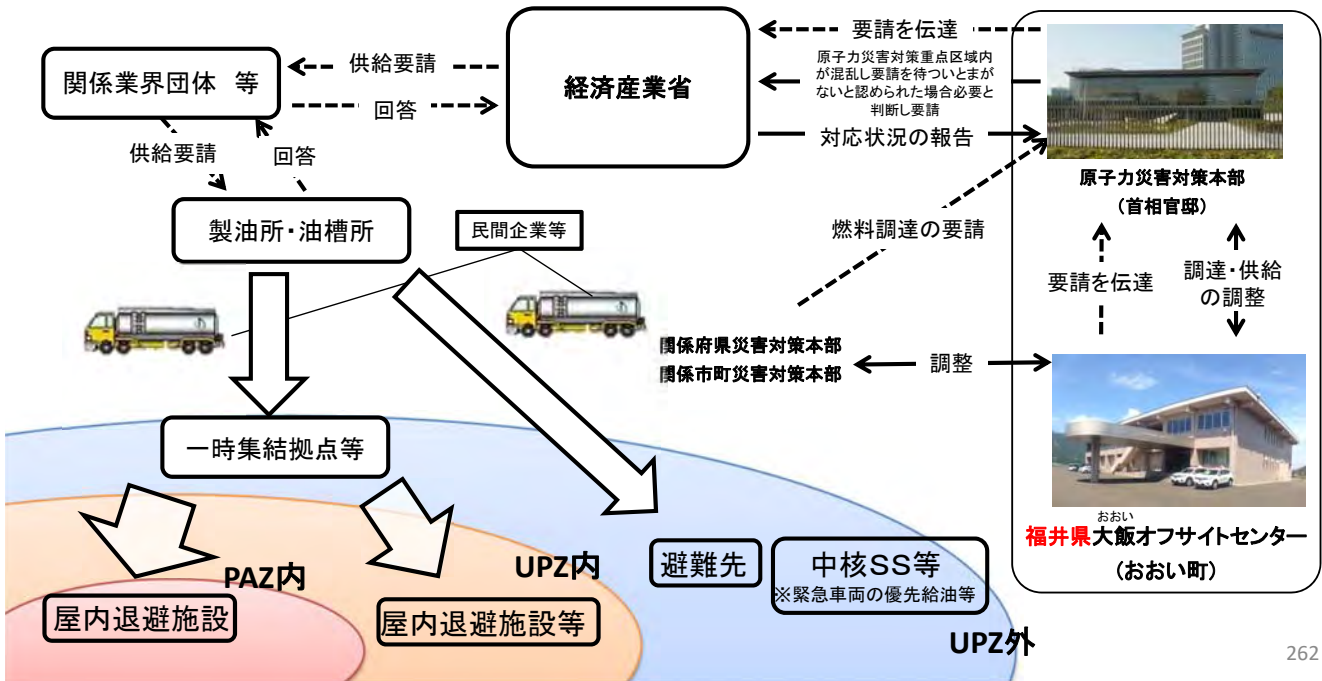 要請を伝達
関係業界団体 等
供給要請
回答
経済産業省
原子力災害対策重点区域内
が混乱し要請を待ついとまが
ないと認められた場合必要と
判断し要請
対応状況の報告
供給要請
回答
原子力災害対策本部
(首相官邸)
製油所・油槽所
民間企業等
燃料調達の要請
要請を伝達
調達・供給
の調整
関係府県災害対策本部
関係市町災害対策本部
調整
一時集結拠点等
おおい
福井県大飯オフサイトセンター
(おおい町)
PAZ内
屋内退避施設
UPZ内
屋内退避施設等
避難先
中核SS等
※緊急車両の優先給油等
UPZ外
262